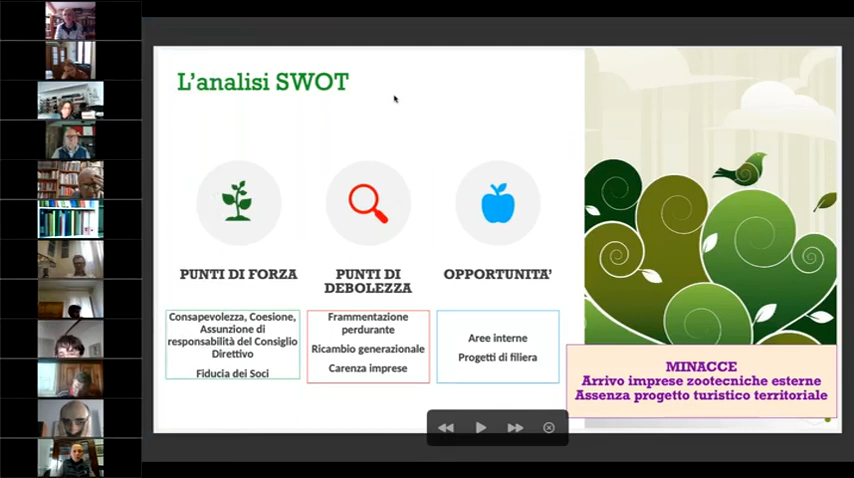 L'analisi SWOT
PUNTI DI FORZA
Consapevolezza, Coesione,
Assunzione di
responsabilità del Consiglio
Direttivo
Fiducia dei Soci
PUNTI DI
DEBOLEZZA
Frammentazione
perdurante
Ricambio generazionale
Carenza imprese
OPPORTUNITA'
Aree interne
Progetti di filiera
MINACCE
Arrivo imprese zootecniche esterne
Assenza progetto turistico territoriale